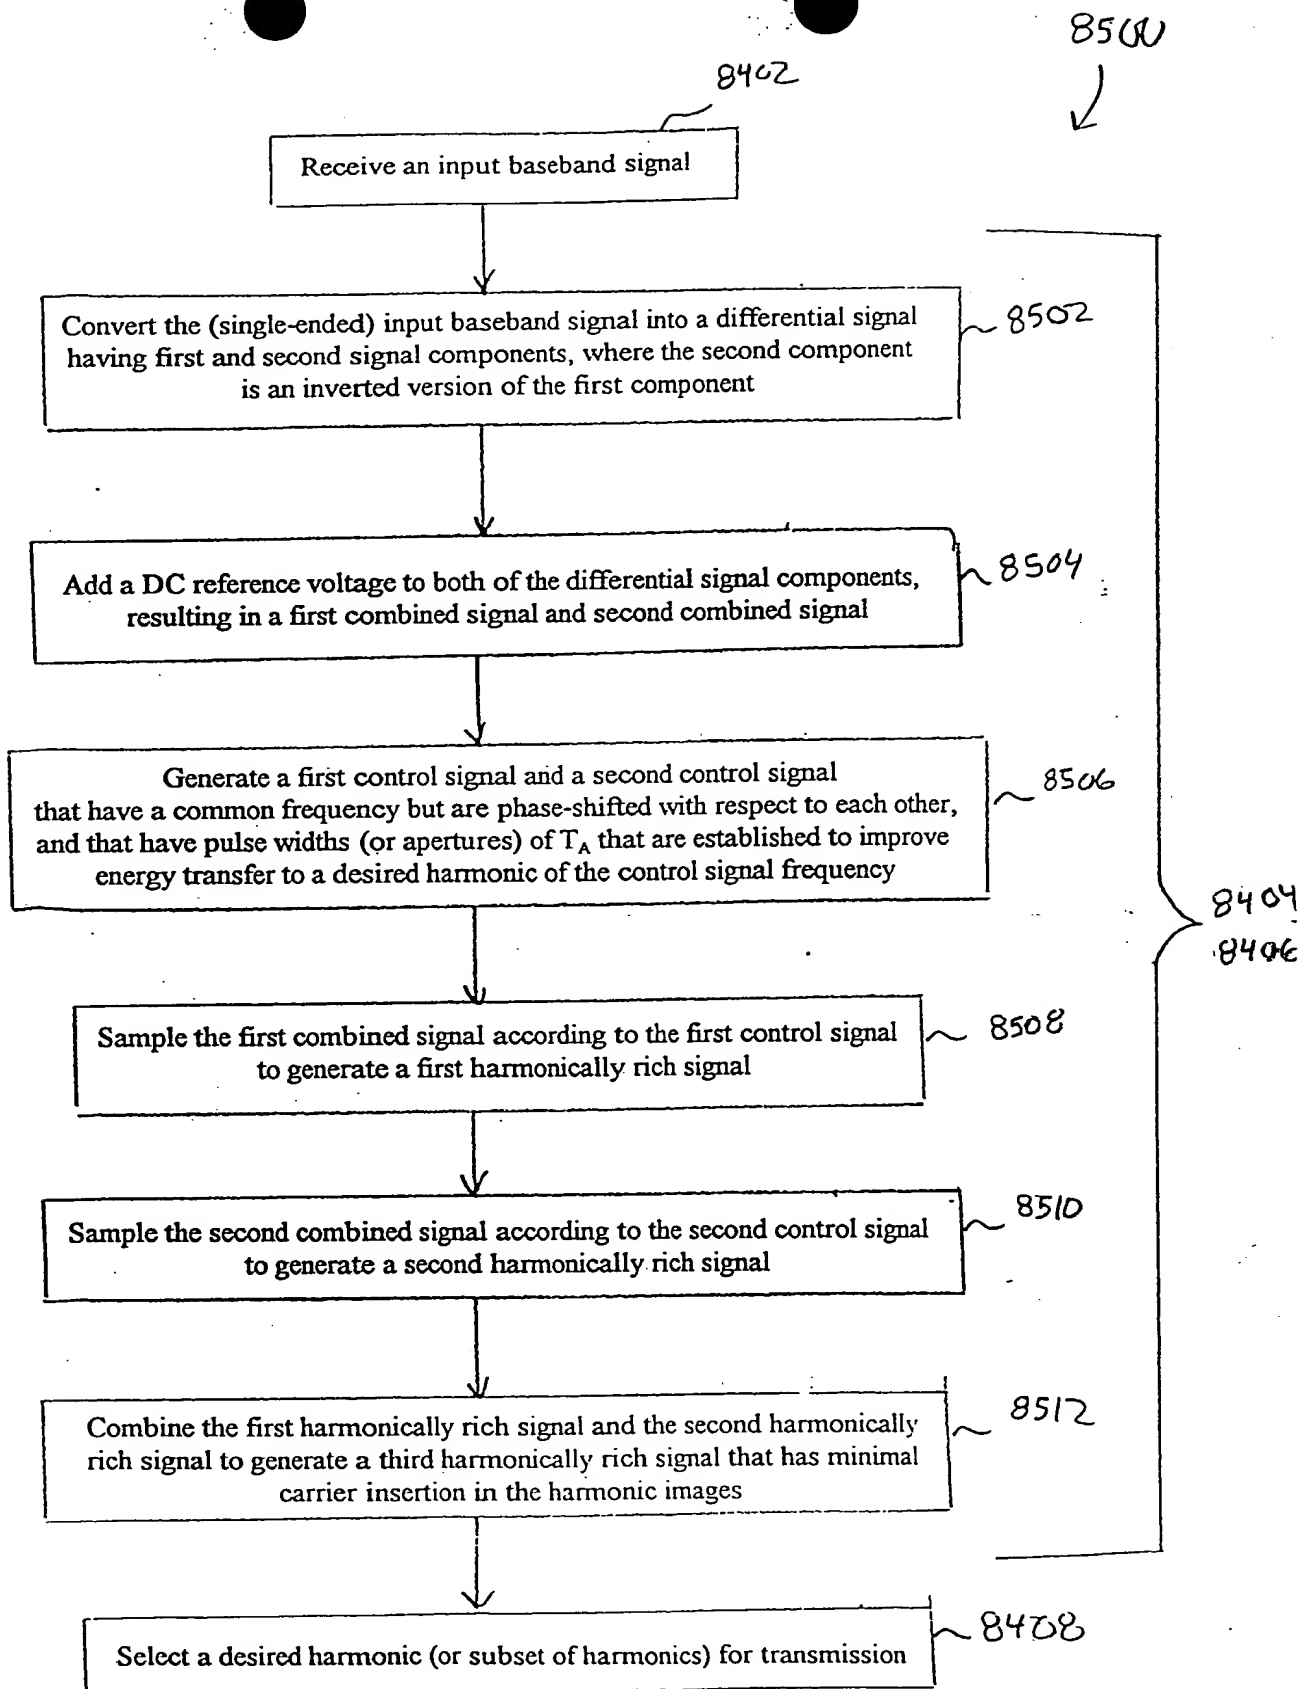 8500
8402
Receive an input baseband signal
Convert the (single-ended) input baseband signal into a differential signal
having first and second signal components, where the second component
is an inverted version of the first component
8502
Add a DC reference voltage to both of the differential signal components,
resulting in a first combined signal and second combined signal
8504
Generate a first control signal and a second control signal
that have a common frequency but are phase-shifted with respect to each other,
and that have pulse widths (or apertures) of TA that are established to improve
energy transfer to a desired harmonic of the control signal frequency
8506
8404
8406
Sample the first combined signal according to the first control signal
to generate a first harmonically rich signal
8508
Sample the second combined signal according to the second control signal
to generate a second harmonically rich signal
8510
Combine the first harmonically rich signal and the second harmonically
rich signal to generate a third harmonically rich signal that has minimal
carrier insertion in the harmonic images
8512
Select a desired harmonic (or subset of harmonics) for transmission
8408